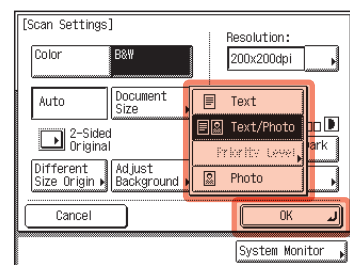 [Scan Settings]
Resolution:
Color
B&W
200x200dpi
Auto
Document
Size
Text
Text/Photo
2-Sided
Original
Priority Level
ark
Different
Size Origin
Adjust
Background
Photo
Cancel
OK
System Monitor